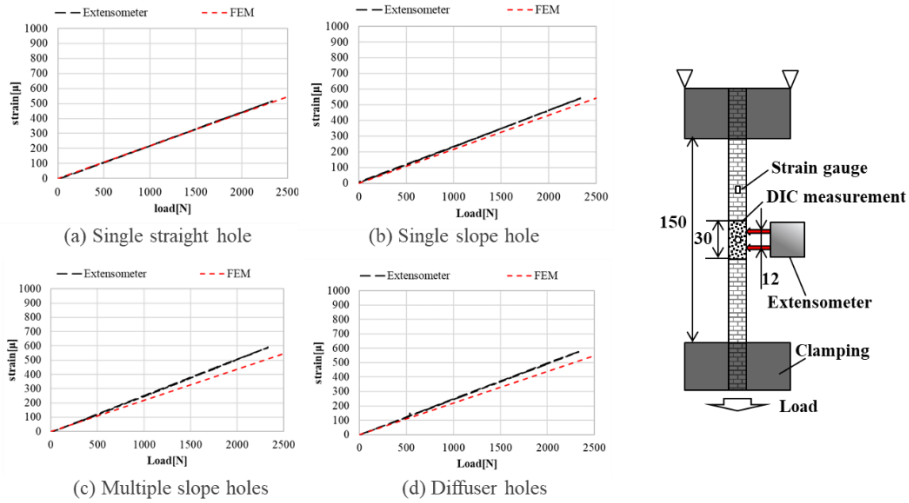 Extensometer FEM
1000
900
800
700
600
500
400
300
200
100
0
strain[μ]
0 500 1000 1500 2000 2500
load[N]
(a) Single straight hole
Extensometer FEM
1000
900
800
700
600
500
400
300
200
100
0
strain[μ]
0 500 1000 1500 2000 2500
Load[N]
(b) Single slope hole
Extensometer FEM
1000
900
800
700
600
500
400
300
200
100
0
strain[μ]
0 500 1000 1500 2000 2500
Load[N]
(c) Multiple slope holes
Extensometer FEM
1000
900
800
700
600
500
400
300
200
100
0
strain[μ]
0 500 1000 1500 2000 2500
Load[N]
(d) Diffuser holes
Strain gauge
DIC measurement
150
30
12
Extensometer
Clamping
Load